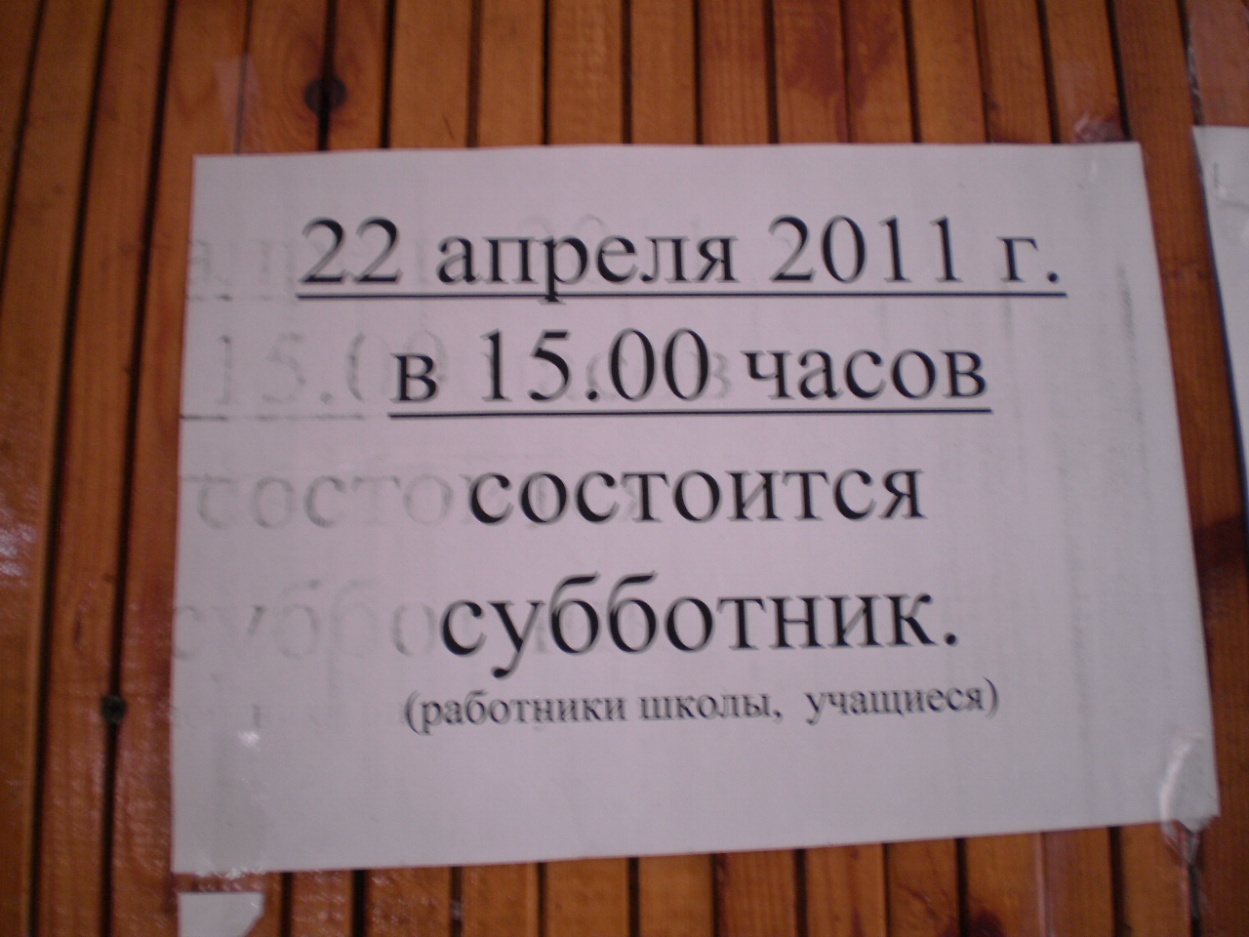 22 апреля 2011 г.
в 15.00 часов
состоится
субботник.
(работники школы, учащиеся)